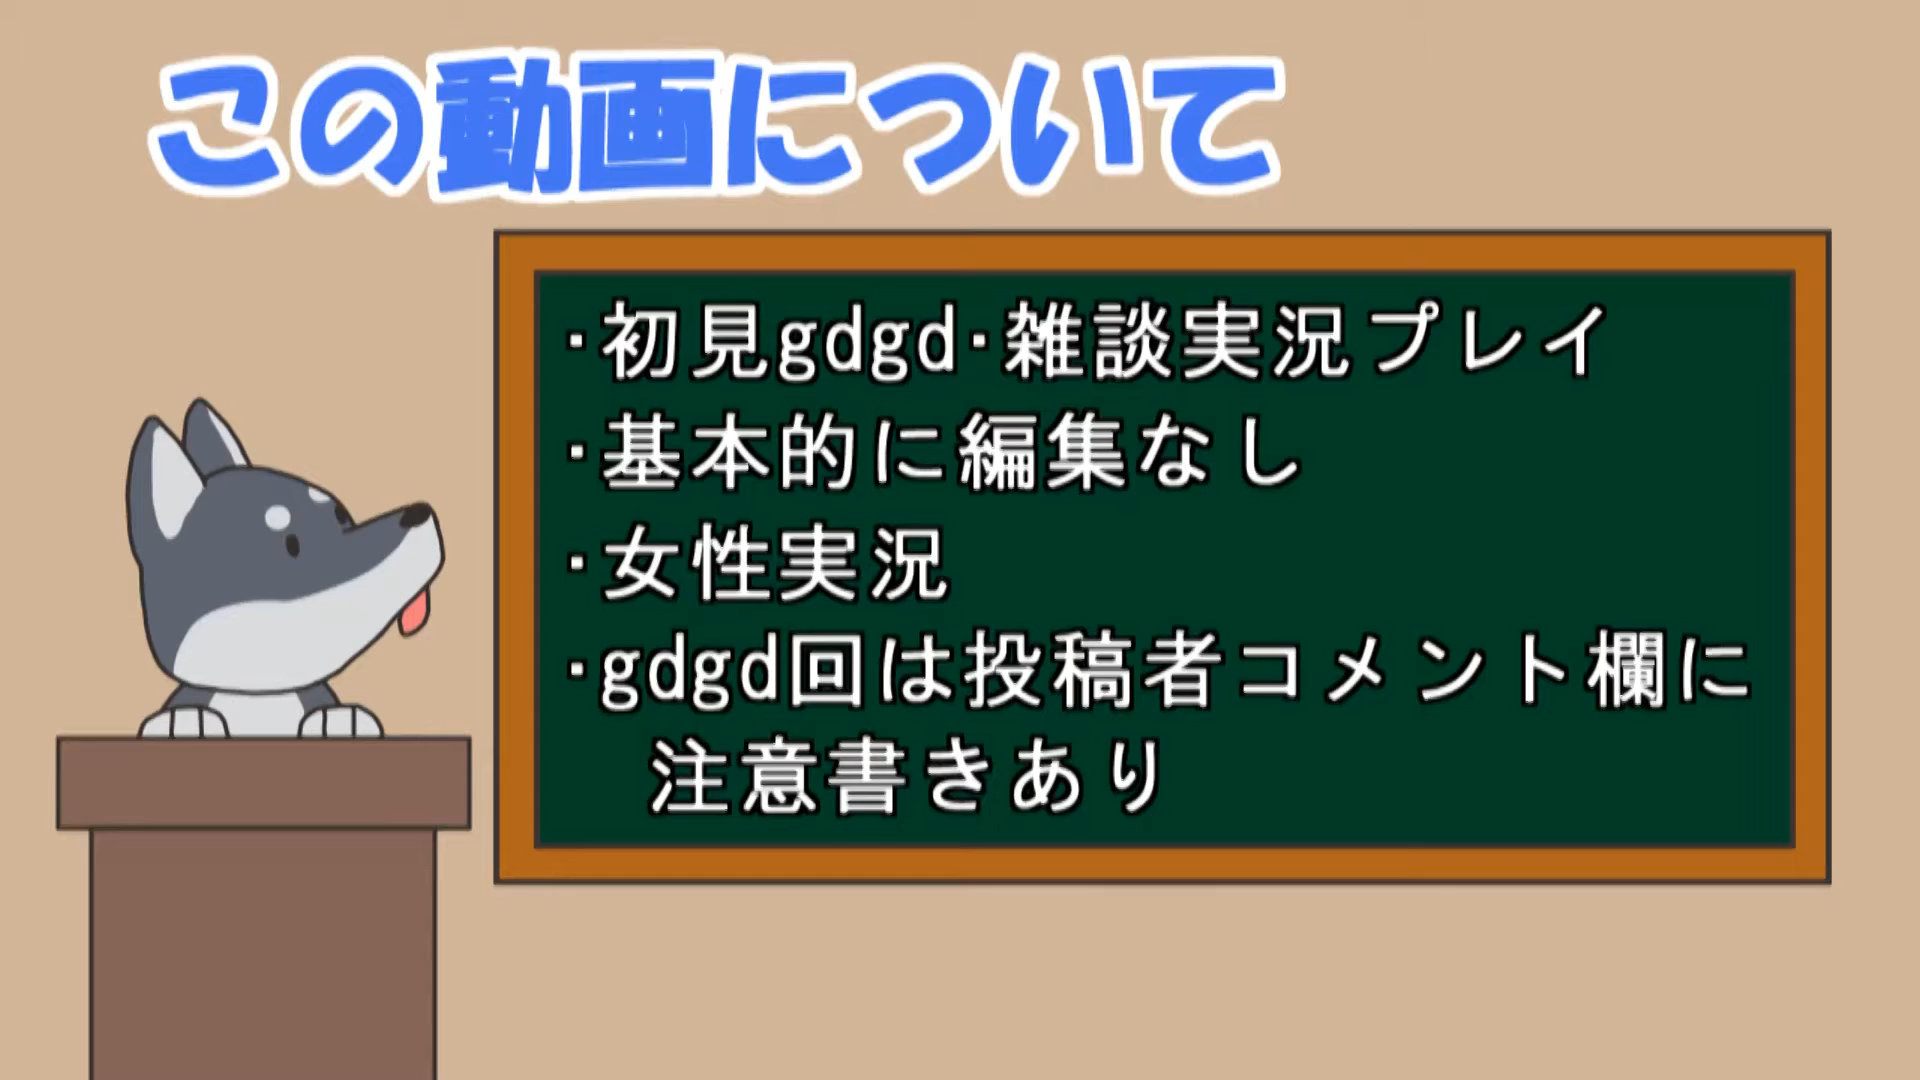 この動画について
・初見gdgd・雑談実況プレイ
・基本的に編集なし
・女性実況
・gdgd回は投稿者コメント欄に
注意書きあり